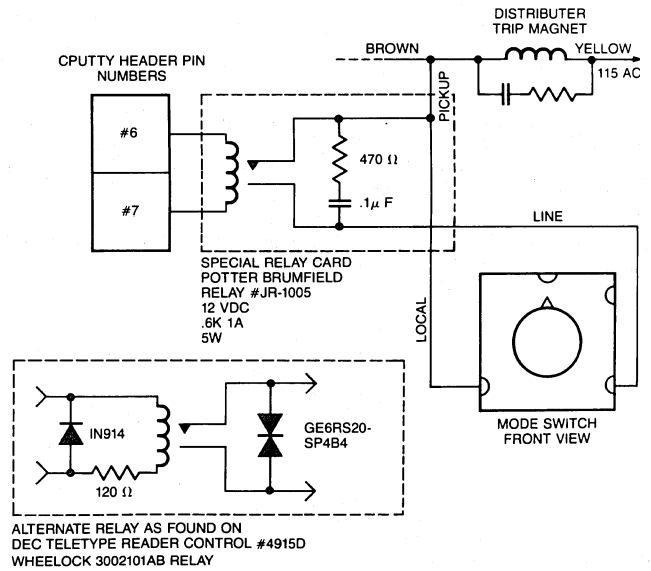 DISTRIBUTER
TRIP MAGNET
BROWN
YELLOW
115 AC
CPUTTY HEADER PIN
NUMBERS
PICKUP
#6
#7
470 Ω
.1μ F
LINE
SPECIAL RELAY CARD
POTTER BRUMFIELD
RELAY #JR-1005
12 VDC
.6K 1A
5W
LOCAL
MODE SWITCH
FRONT VIEW
IN914
120 Ω
GE6RS20-
SP4B4
ALTERNATE RELAY AS FOUND ON
DEC TELETYPE READER CONTROL #4915D
WHEELOCK 3002101AB RELAY